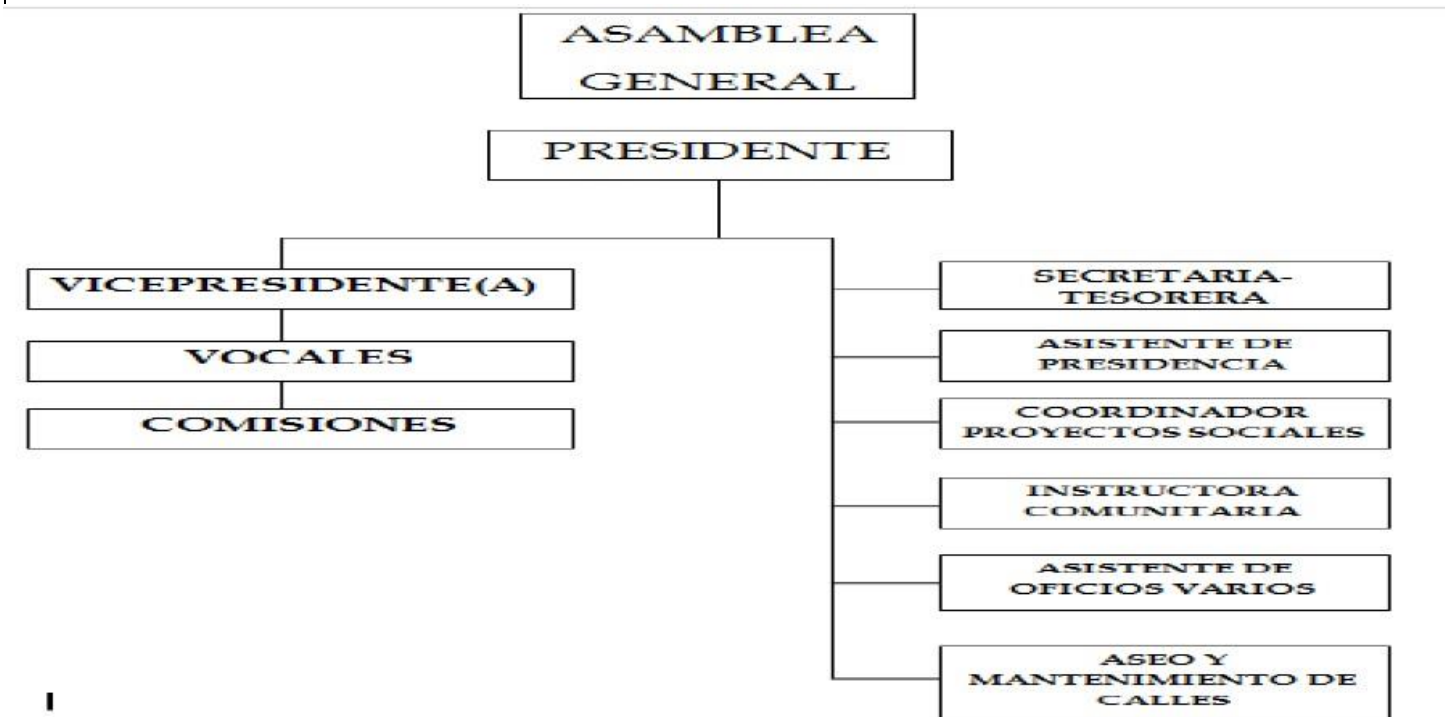 ASAMBLEA
GENERAL
PRESIDENTE
VICEPRESIDENTE(A)
VOCALES
COMISIONES
SECRETARIA-
TESORERA
ASISTENTE DE
PRESIDENCIA
COORDINADOR
PROYECTOS SOCIALES
INSTRUCTORA
COMUNITARIA
ASISTENTE DE
OFICIOS VARIOS
ASEO Y
MANTENIMIENTO DE
CALLES